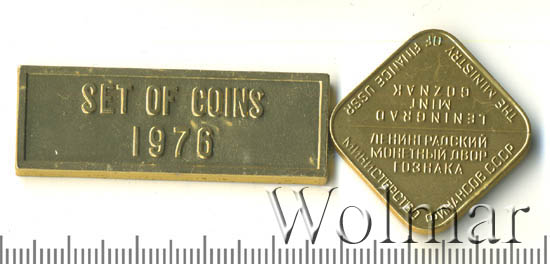 SET OF COINS
1976
THE MINISTRY OF FINANCE USSR
LENINGRAD
MINT
GOZNAK
ЛЕНИНГРАДСКИЙ
МОНЕТНЫЙ ДВОР
ГОЗНАКА
МИНИСТЕРСТВО ФИНАНСОВ СССР
Wolmar